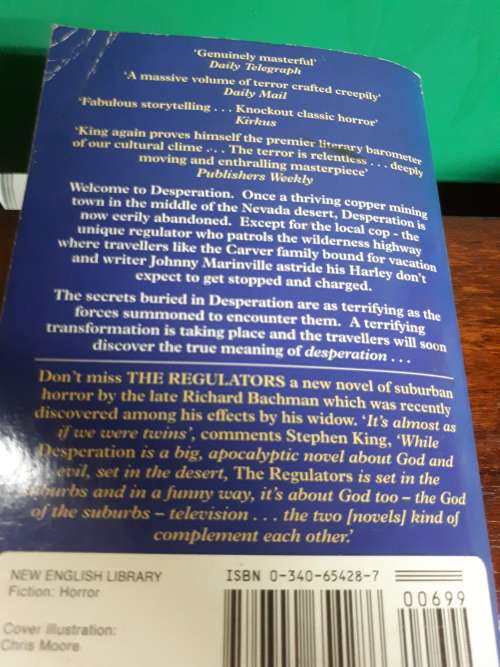 'Genuinely masterful'
Daily Telegraph
'A massive volume of terror crafted creepily'
Daily Mail
'Fabulous storytelling . . . Knockout classic horror'
Kirkus
'King again proves himself the premier literary barometer
of our cultural clime . . . The terror is relentless . . . deeply
moving and enthralling masterpiece'
Publishers Weekly
Welcome to Desperation. Once a thriving copper mining
town in the middle of the Nevada desert, Desperation is
now eerily abandoned. Except for the local cop - the
unique regulator who patrols the wilderness highway
where travellers like the Carver family bound for vacation
and writer Johnny Marinville astride his Harley don't
expect to get stopped and charged.
The secrets buried in Desperation are as terrifying as the
forces summoned to encounter them. A terrifying
transformation is taking place and the travellers will soon
discover the true meaning of desperation . . .
Don't miss THE REGULATORS a new novel of suburban
horror by the late Richard Bachman which was recently
discovered among his effects by his widow. 'It's almost as
if we were twins', comments Stephen King, 'While
Desperation is a big, apocalyptic novel about God and
evil, set in the desert, The Regulators is set in the
suburbs and in a funny way, it's about God too – the God
of the suburbs – television . . . the two [novels] kind of
complement each other.'
NEW ENGLISH LIBRARY
Fiction: Horror
Cover illustration:
Chris Moore
ISBN 0-340-65428-7
00699